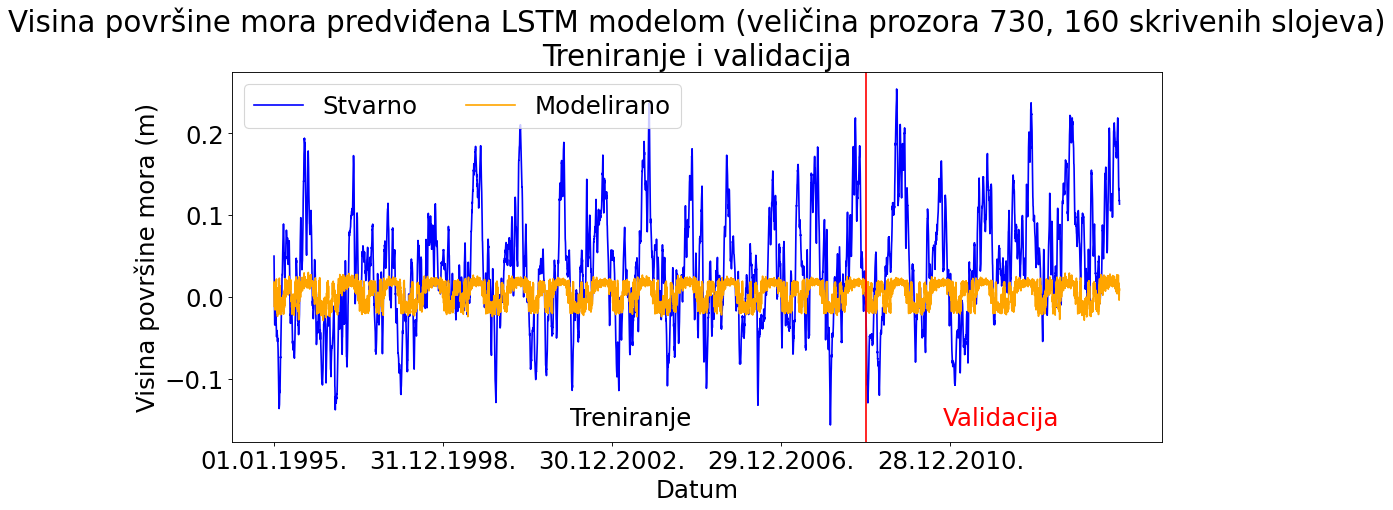 Visina površine mora predviđena LSTM modelom (veličina prozora 730, 160 skrivenih slojeva)
Treniranje i validacija
Stvarno
Modelirano
Visina površine mora (m)
0.2
0.1
0.0
−0.1
Treniranje
Validacija
01.01.1995.
31.12.1998.
30.12.2002.
29.12.2006.
28.12.2010.
Datum